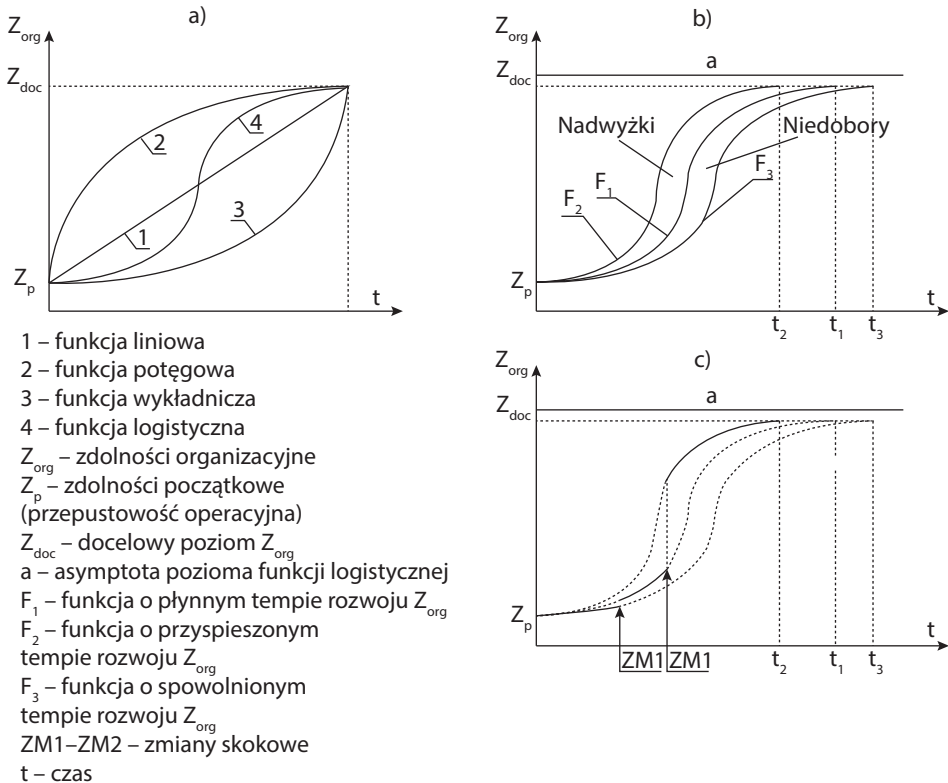 a)
Z_org
Z_doc
2
4
1
3
Z_p
t
b)
Z_org
Z_doc
a
Nadwyżki
Niedobory
F_1
F_2
F_3
Z_p
t
t_2
t_1
t_3
1 – funkcja liniowa
2 – funkcja potęgowa
3 – funkcja wykładnicza
4 – funkcja logistyczna
Z_org – zdolności organizacyjne
Z_p – zdolności początkowe
(przepustowość operacyjna)
Z_doc – docelowy poziom Z_org
a – asymptota pozioma funkcji logistycznej
F_1 – funkcja o płynnym tempie rozwoju Z_org
F_2 – funkcja o przyspieszonym
tempie rozwoju Z_org
F_3 – funkcja o spowolnionym
tempie rozwoju Z_org
ZM1–ZM2 – zmiany skokowe
t – czas
c)
Z_org
Z_doc
a
Z_p
t
ZM1
ZM1
t_2
t_1
t_3